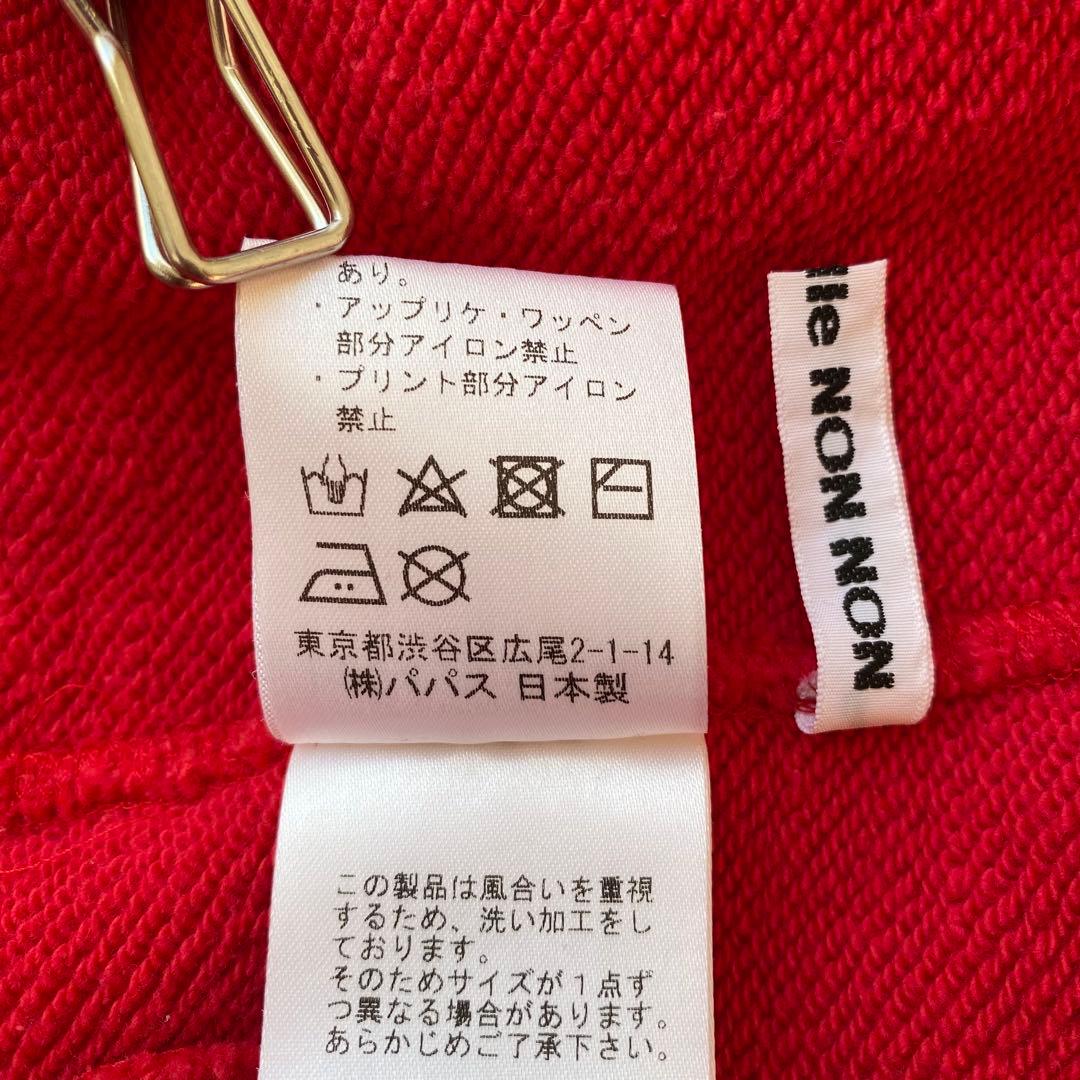 あり。
・アップリケ・ワッペン
部分アイロン禁止
・プリント部分アイロン
禁止
東京都渋谷区広尾2-1-14
㈱パパス 日本製
この製品は風合いを重視
するため、洗い加工をし
ております。
そのためサイズが1点ず
つ異なる場合があります。
あらかじめご了承下さい。
lle NON NON